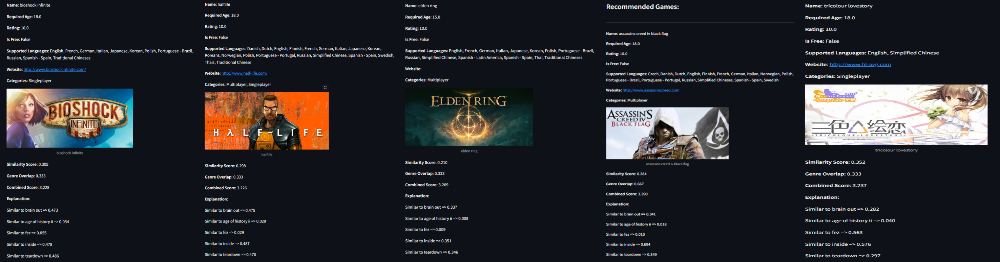 Name: bioshock infinite
Required Age: 18.0
Rating: 10.0
Is Free: False
Supported Languages: English, French, German, Italian, Japanese, Korean, Polish, Portuguese - Brazil,
Russian, Spanish - Spain, Traditional Chineses
Website: http://www.bioshockinfinite.com/
Categories: Singleplayer
BIOSHOCK
INFINITE
bioshock infinite
Similarity Score: 0.305
Genre Overlap: 0.333
Combined Score: 3.228
Explanation:
Similar to brain out => 0.473
Similar to age of history ii => 0.034
Similar to fez => 0.055
Similar to inside => 0.478
Similar to teardown => 0.486
Name: halflife
Required Age: 18.0
Rating: 10.0
Is Free: False
Supported Languages: Danish, Dutch, English, Finnish, French, German, Italian, Japanese, Korean,
Koreans, Norwegian, Polish, Portuguese - Portugal, Russian, Simplified Chinese, Spanish - Spain, Swedish,
Thais, Traditional Chinese
Website: http://www.half-life.com/
Categories: Multiplayer, Singleplayer
HλLF-LIFE
halflife
Similarity Score: 0.298
Genre Overlap: 0.333
Combined Score: 3.226
Explanation:
Similar to brain out => 0.475
Similar to age of history ii => 0.029
Similar to fez => 0.029
Similar to inside => 0.487
Similar to teardown => 0.470
Name: elden ring
Required Age: 15.0
Rating: 10.0
Is Free: False
Supported Languages: English, French, German, Italian, Japanese, Korean, Polish, Portuguese - Brazil,
Russian, Simplified Chinese, Spanish - Latin America, Spanish - Spain, Thai, Traditional Chineses
Website:
Categories: Multiplayer
ELDEN RING
elden ring
Similarity Score: 0.210
Genre Overlap: 0.333
Combined Score: 3.209
Explanation:
Similar to brain out => 0.337
Similar to age of history ii => 0.008
Similar to fez => 0.009
Similar to inside => 0.351
Similar to teardown => 0.346
Recommended Games:
Name: assassins creed iv black flag
Required Age: 18.0
Rating: 10.0
Is Free: False
Supported Languages: Czech, Danish, Dutch, English, Finnish, French, German, Italian, Norwegian, Polish,
Portuguese - Brazil, Portuguese - Portugal, Russian, Simplified Chineses, Spanish - Spain, Swedish
Website: http://www.assassinscreed.com
Categories: Multiplayer
ASSASSIN'S
CREED IV
BLACK FLAG
assassins creed iv black flag
Similarity Score: 0.284
Genre Overlap: 0.667
Combined Score: 3.390
Explanation:
Similar to brain out => 0.341
Similar to age of history ii => 0.018
Similar to fez => 0.015
Similar to inside => 0.694
Similar to teardown => 0.349
Name: tricolour lovestory
Required Age: 18.0
Rating: 10.0
Is Free: False
Supported Languages: English, Simplified Chinese
Website: http://www.hl-avg.com
Categories: Singleplayer
COLOURED EPISODES
-Orange Side- 更新
三色绘恋
-TRICOLOUR-LOVESTORY-
tricolour lovestory
Similarity Score: 0.352
Genre Overlap: 0.333
Combined Score: 3.237
Explanation:
Similar to brain out => 0.282
Similar to age of history ii => 0.040
Similar to fez => 0.563
Similar to inside => 0.576
Similar to teardown => 0.297